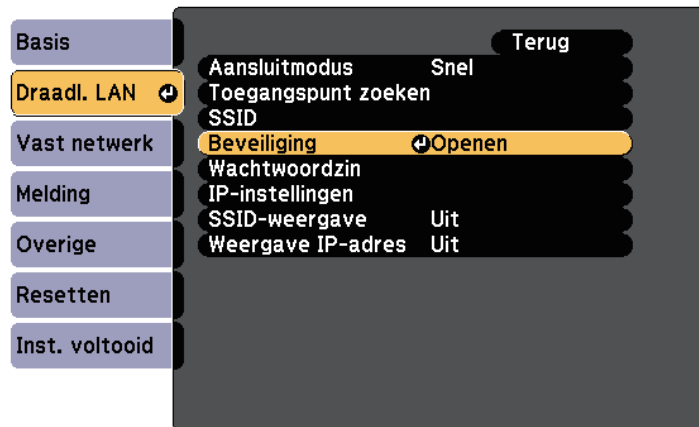 Basis
Draadl. LAN
Vast netwerk
Melding
Overige
Resetten
Inst. voltooid
Terug
Aansluitmodus Snel
Toegangspunt zoeken
SSID
Beveiliging Openen
Wachtwoordzin
IP-instellingen
SSID-weergave Uit
Weergave IP-adres Uit